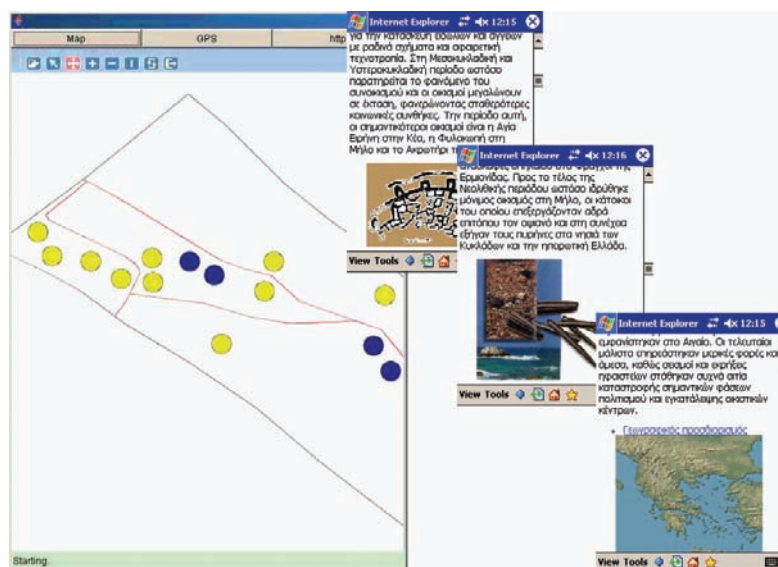 Map GPS http
Starting.
Internet Explorer 12:15
για την κατασκευή ειδωλίων και αγγείων
με ραδινά σχήματα και αφαιρετική
τεχνοτροπία. Στη Μεσοκυκλαδική και
Υστεροκυκλαδική περίοδο ωστόσο
παρατηρείται το φαινόμενο του
συνοικισμού και οι οικισμοί μεγαλώνουν
σε έκταση, φανερώνοντας σταθερότερες
κοινωνικές συνθήκες. Την περίοδο αυτή,
οι σημαντικότεροι οικισμοί είναι η Αγία
Ειρήνη στην Κέα, η Φυλακωπή στη
Μήλο και το Ακρωτήρι
View Tools
Internet Explorer 12:16
Ερμιονίδας. Προς το τέλος της
Νεολιθικής περιόδου ωστόσο ιδρύθηκε
μόνιμος οικισμός στη Μήλο, οι κάτοικοι
του οποίου επεξεργάζονταν αδρά
επιτόπου τον οψιανό και στη συνέχεια
εξήγαν τους πυρήνες στα νησιά των
Κυκλάδων και την ηπειρωτική Ελλάδα.
View Tools
Internet Explorer 12:15
εμφανίστηκαν στο Αιγαίο. Οι τελευταίοι
μάλιστα επηρεάστηκαν μερικές φορές και
άμεσα, καθώς σεισμοί και εκρήξεις
ηφαιστείων στάθηκαν συχνά αιτία
καταστροφής σημαντικών φάσεων
πολιτισμού και εγκατάλειψης οικιστικών
κέντρων.
• Γεωγραφικός προσδιορισμός
View Tools